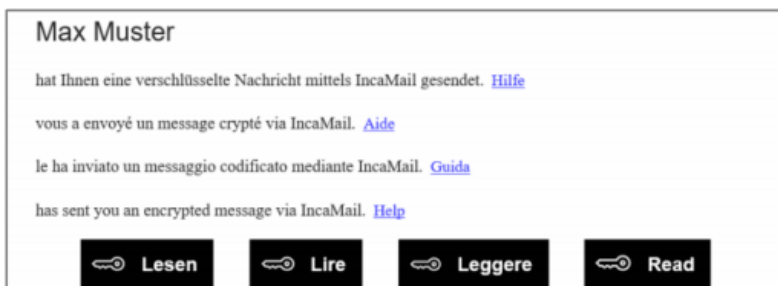 Max Muster
hat Ihnen eine verschlüsselte Nachricht mittels IncaMail gesendet. Hilfe
vous a envoyé un message crypté via IncaMail. Aide
le ha inviato un messaggio codificato mediante IncaMail. Guida
has sent you an encrypted message via IncaMail. Help
Lesen Lire Leggere Read